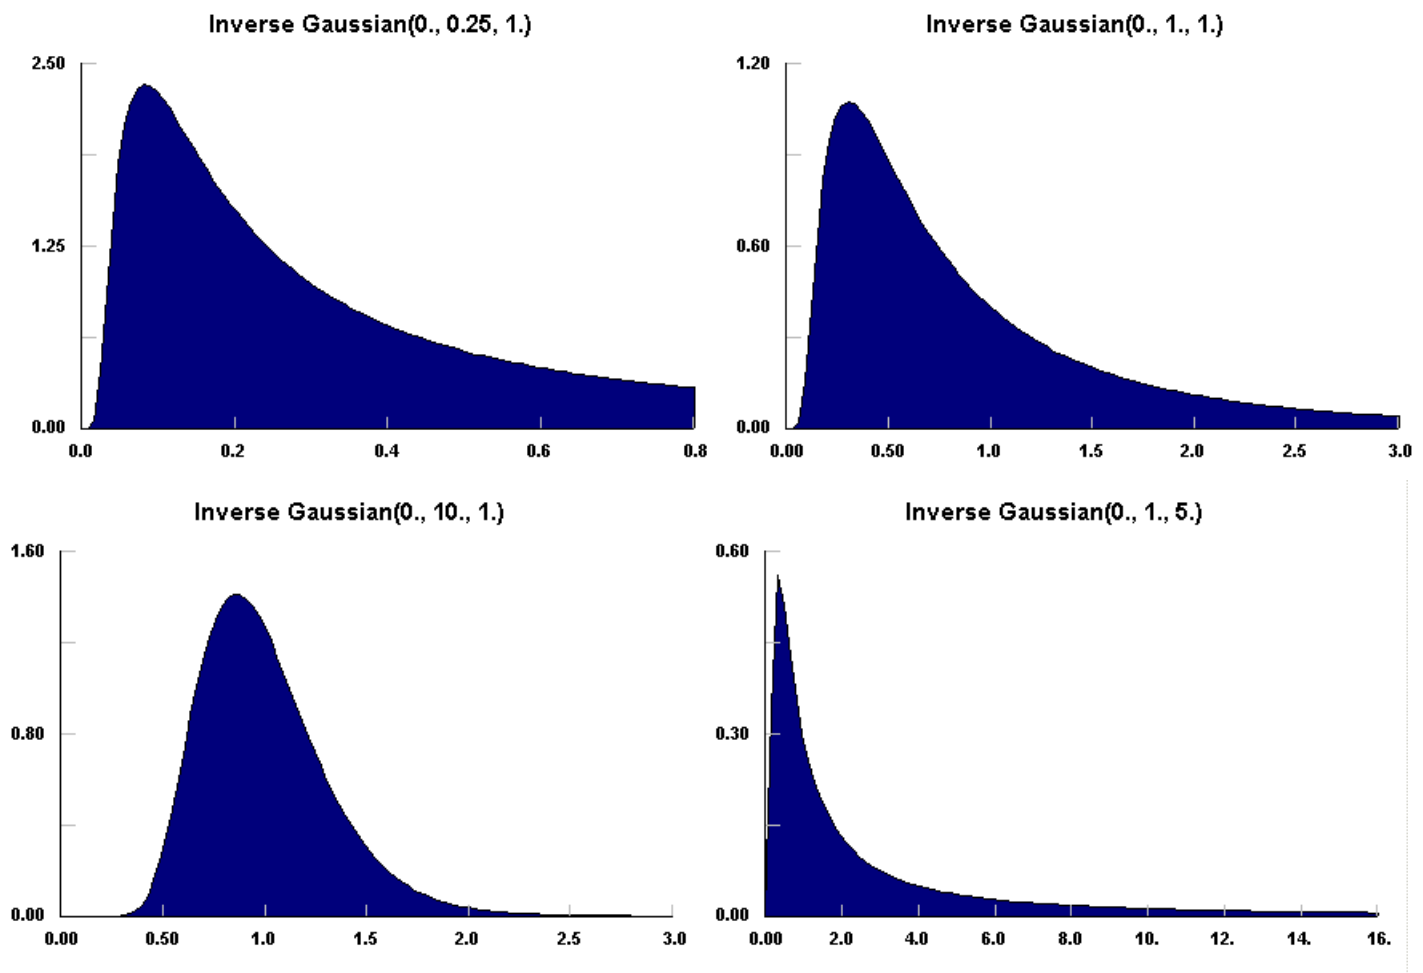 Inverse Gaussian(0., 0.25, 1.)
2.50
1.25
0.00
0.0 0.2 0.4 0.6 0.8
Inverse Gaussian(0., 1., 1.)
1.20
0.60
0.00
0.00 0.50 1.0 1.5 2.0 2.5 3.0
Inverse Gaussian(0., 10., 1.)
1.60
0.80
0.00
0.00 0.50 1.0 1.5 2.0 2.5 3.0
Inverse Gaussian(0., 1., 5.)
0.60
0.30
0.00
0.00 2.0 4.0 6.0 8.0 10. 12. 14. 16.